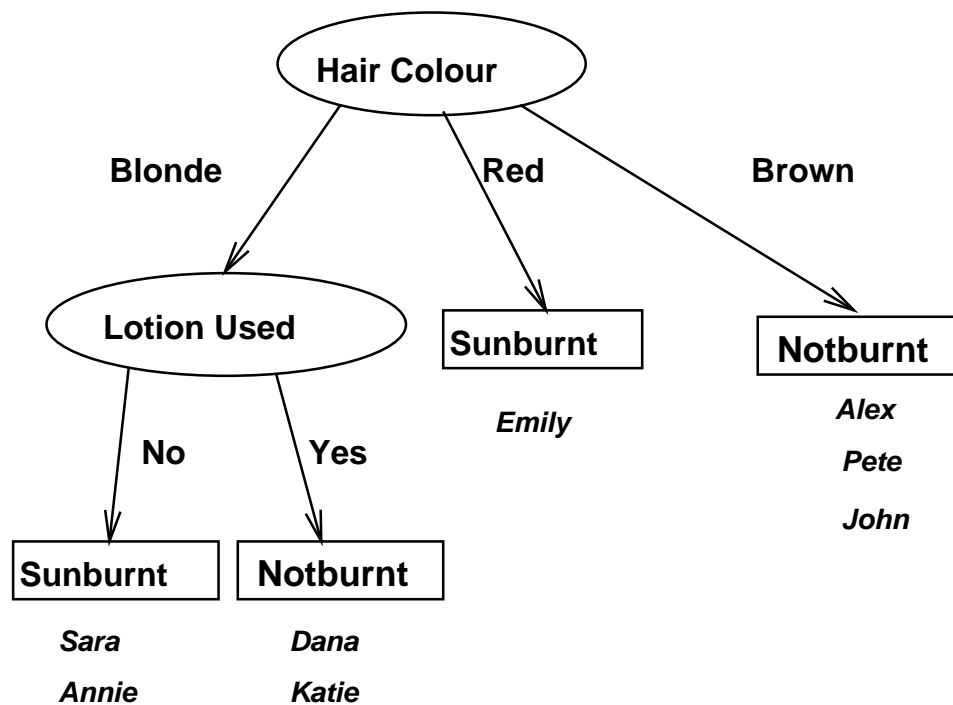 Hair Colour
Blonde
Red
Brown
Lotion Used
Sunburnt
Notburnt
Emily
Alex
Pete
John
No
Yes
Sunburnt
Notburnt
Sara
Dana
Annie
Katie